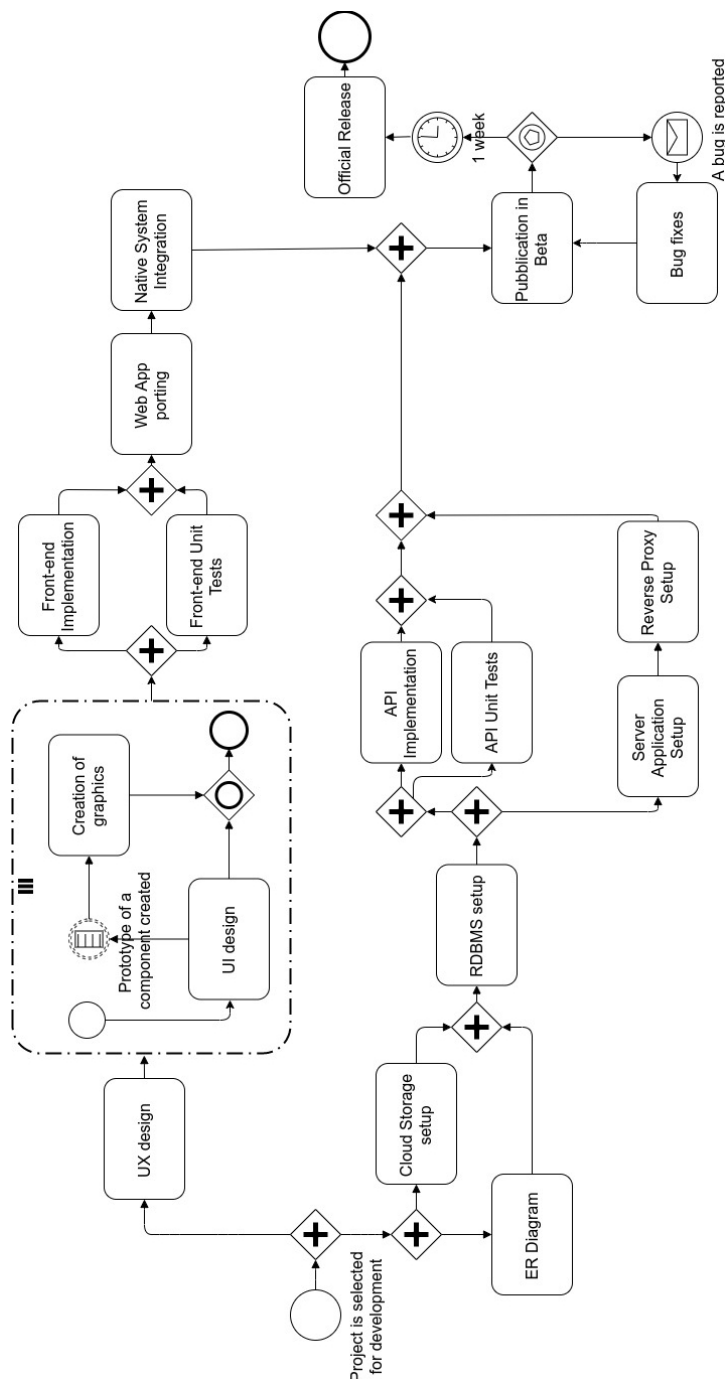 Project is selected
for development
UX design
Prototype of a
component created
UI design
Creation of
graphics
Front-end
Implementation
Front-end Unit
Tests
Web App
porting
Native System
Integration
Cloud Storage
setup
ER Diagram
RDBMS setup
API
Implementation
API Unit Tests
Server
Application
Setup
Reverse Proxy
Setup
Pubblication in
Beta
1 week
Official Release
A bug is reported
Bug fixes